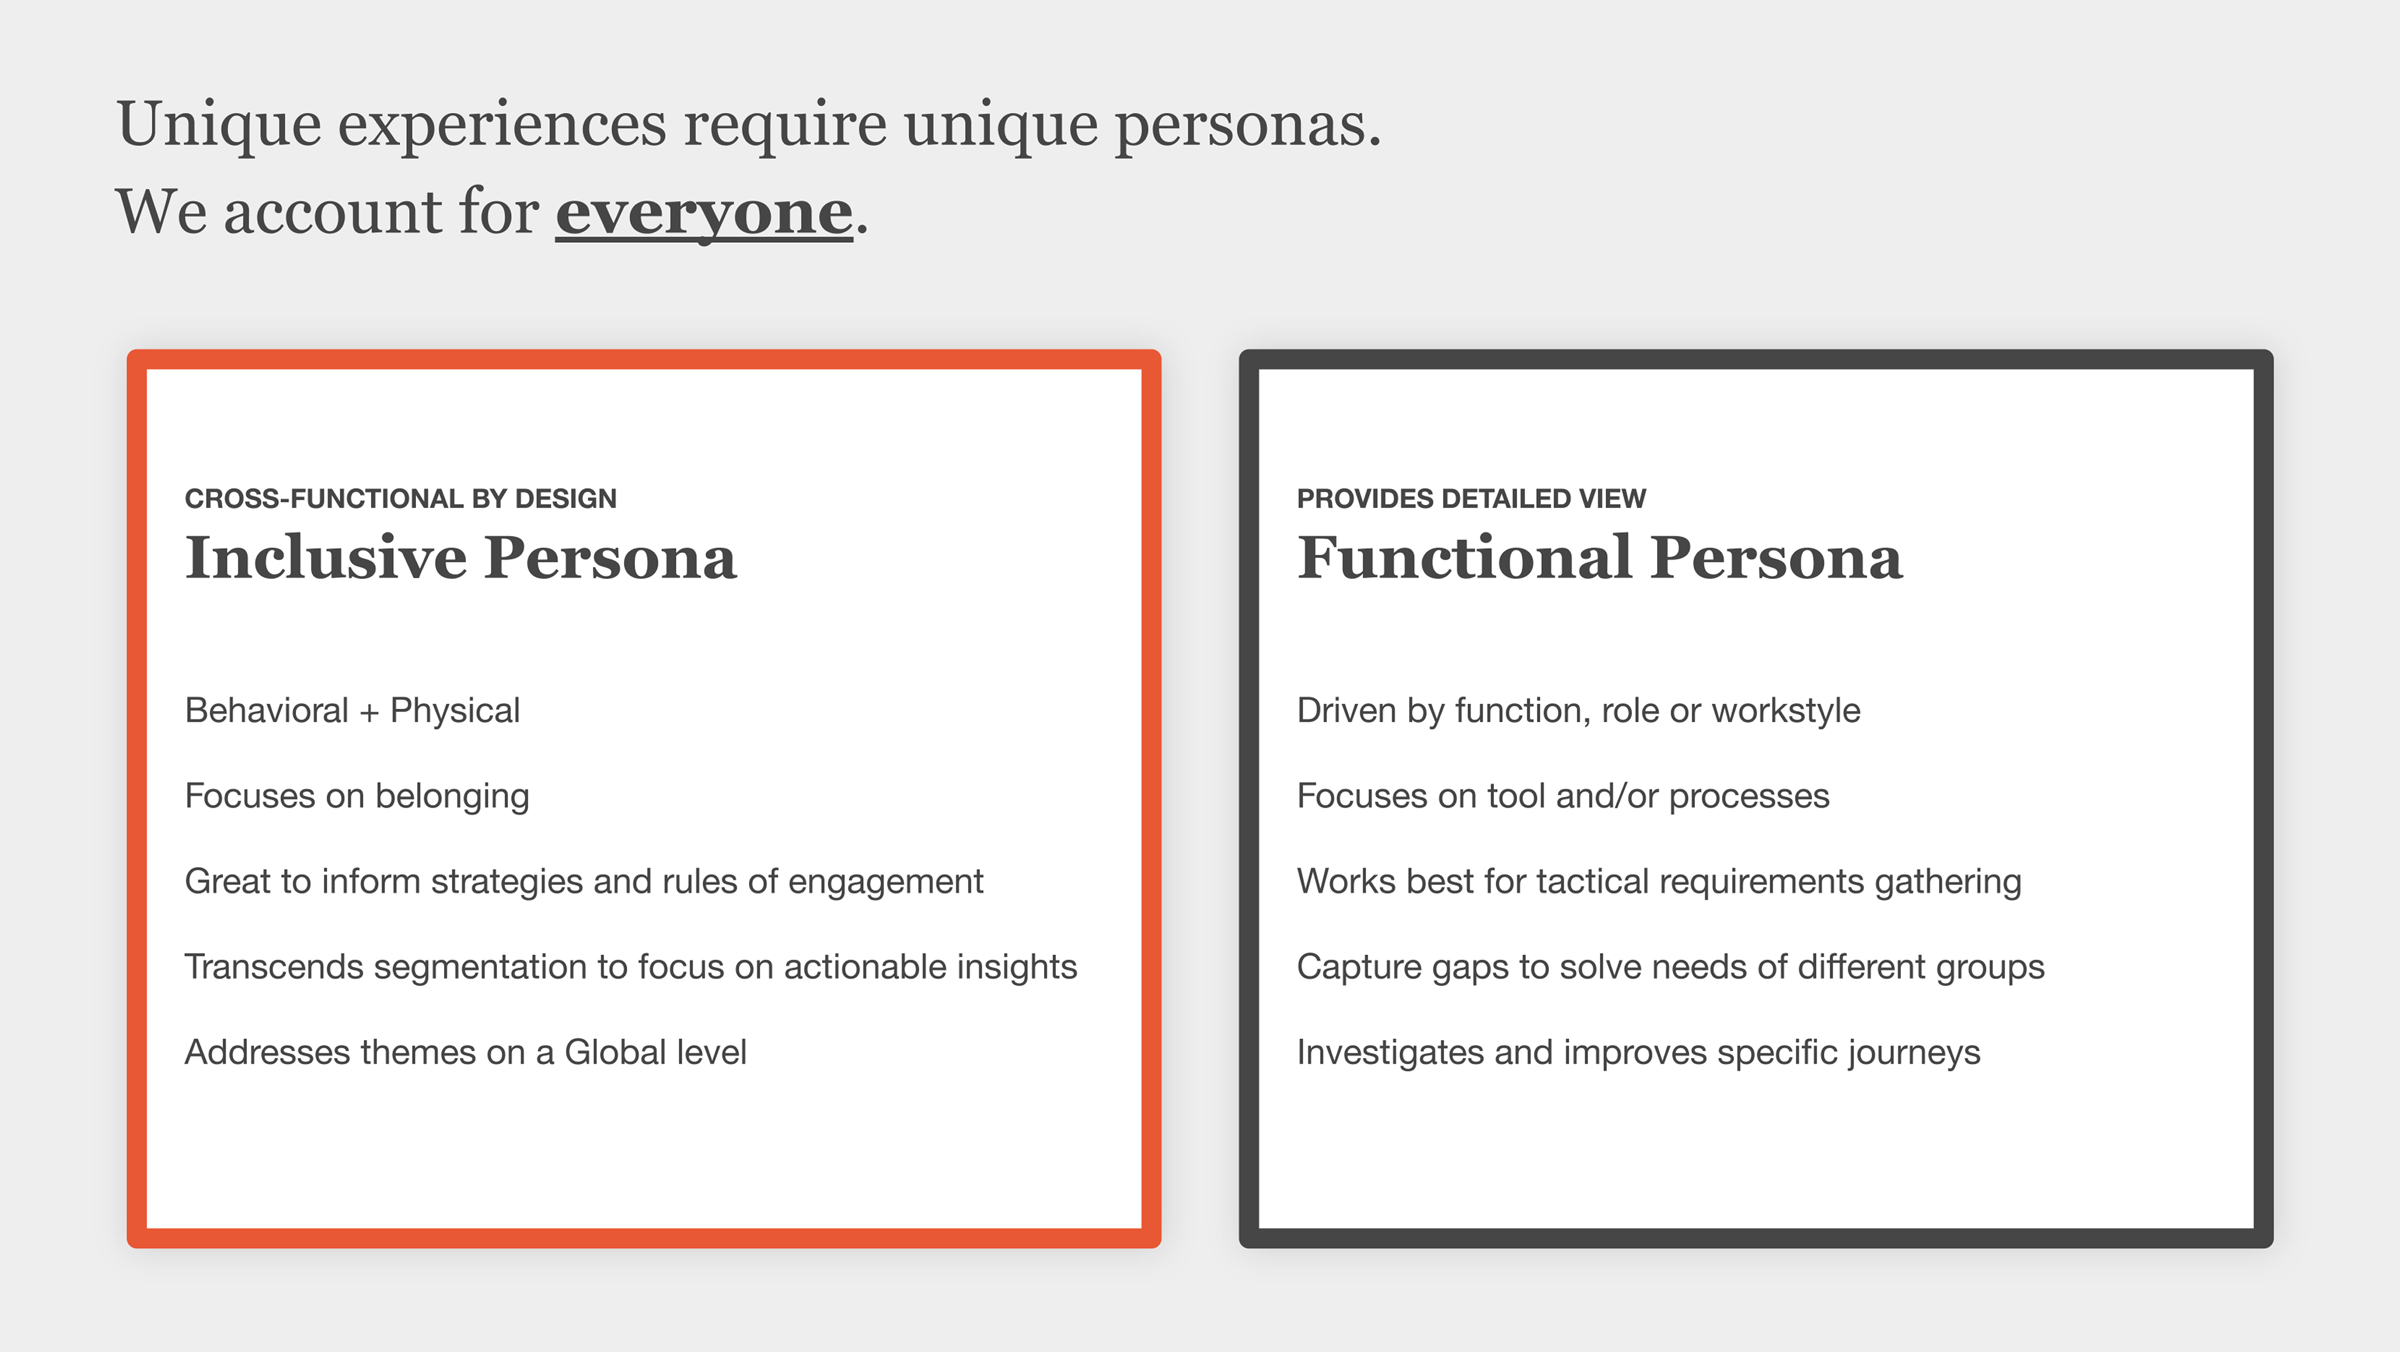 Unique experiences require unique personas.
We account for everyone.
CROSS-FUNCTIONAL BY DESIGN
Inclusive Persona
Behavioral + Physical
Focuses on belonging
Great to inform strategies and rules of engagement
Transcends segmentation to focus on actionable insights
Addresses themes on a Global level
PROVIDES DETAILED VIEW
Functional Persona
Driven by function, role or workstyle
Focuses on tool and/or processes
Works best for tactical requirements gathering
Capture gaps to solve needs of different groups
Investigates and improves specific journeys